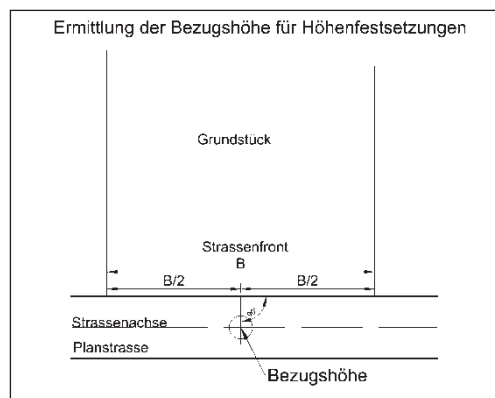 Ermittlung der Bezugshöhe für Höhenfestsetzungen
Grundstück
Strassenfront
B
B/2 B/2
Strassenachse
Planstrasse
Bezugshöhe